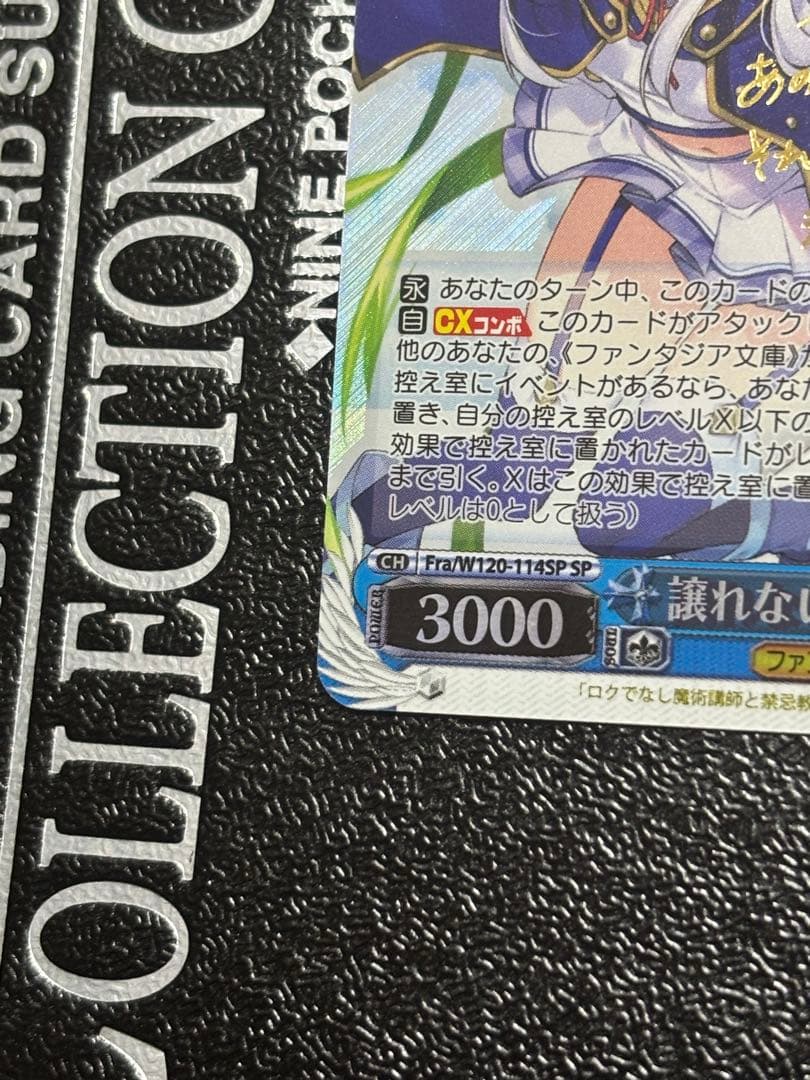 COLLECTION C
◆NINE POCK
CARD SU
あの
それ
永 あなたのターン中、このカードの
自 CXコンボ このカードがアタック
他のあなたの、《ファンタジア文庫》
控え室にイベントがあるなら、あな
置き、自分の控え室のレベルX以下の
効果で控え室に置かれたカードがレ
まで引く。Xはこの効果で控え室に置
レベルは0として扱う)
CH Fra/W120-114SP SP
POWER 3000
SOUL
譲れない
ファ
「ロクでなし魔術講師と禁忌教